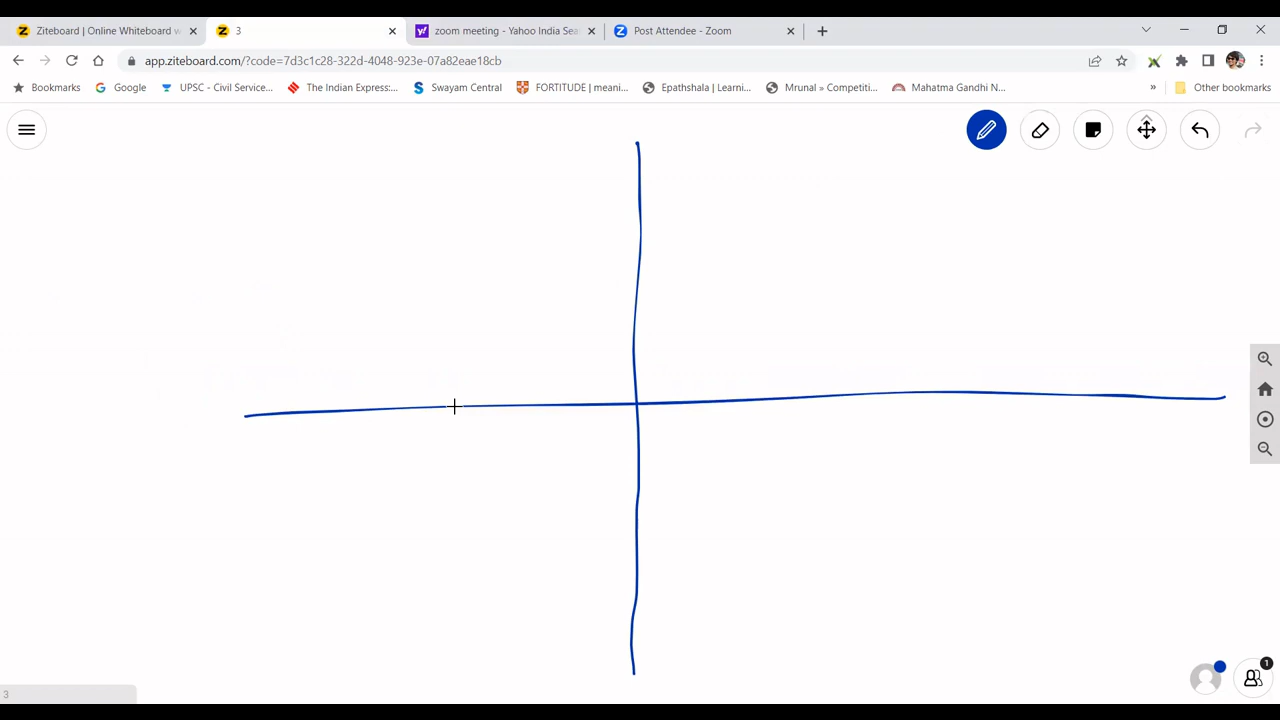 Ziteboard | Online Whiteboard w
3
zoom meeting - Yahoo India Sea
Post Attendee - Zoom
app.ziteboard.com/?code=7d3c1c28-322d-4048-923e-07a82eae18cb
Bookmarks
Google
UPSC - Civil Service...
The Indian Express:...
Swayam Central
FORTITUDE | meani...
Epathshala | Learni...
Mrunal » Competiti...
Mahatma Gandhi N...
»
Other bookmarks
1
3